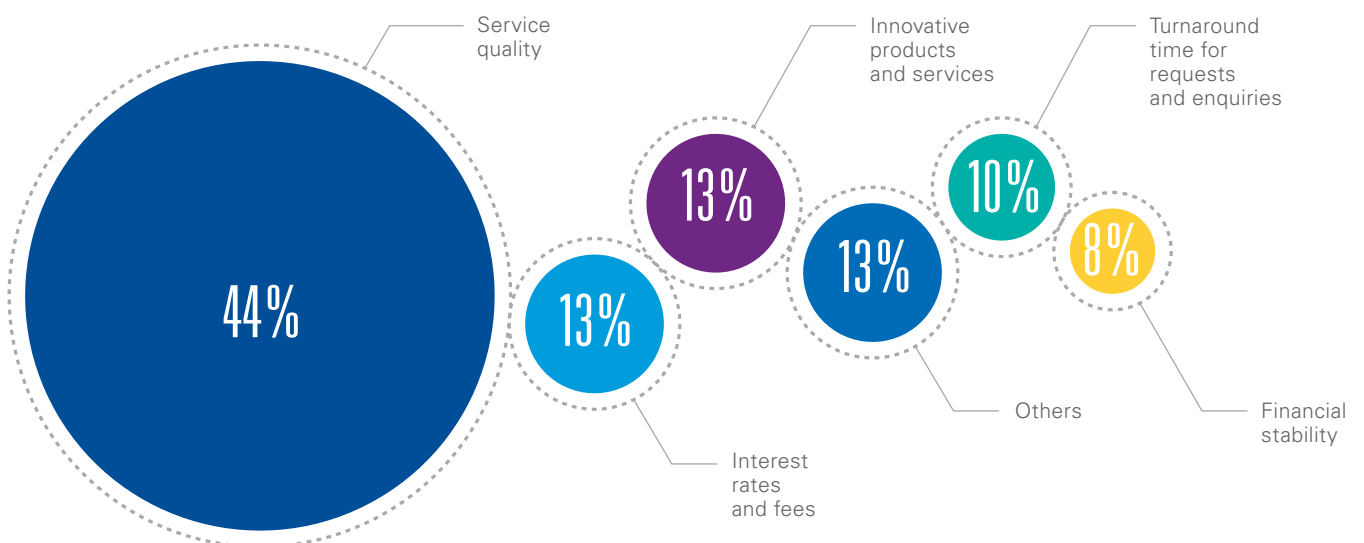 Service
quality
Innovative
products
and services
Turnaround
time for
requests
and enquiries
44%
13%
13%
13%
10%
8%
Interest
rates
and fees
Others
Financial
stability